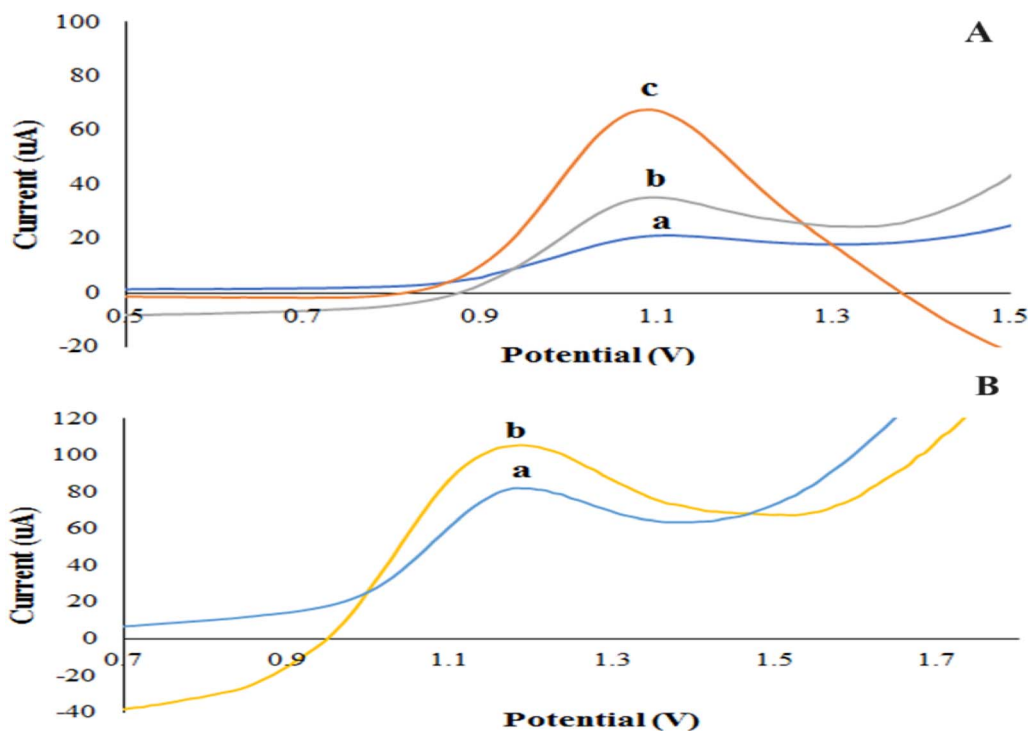 A
100
80
60
40
20
0
-20
Current (uA)
c
b
a
0.5 0.7 0.9 1.1 1.3 1.5
Potential (V)
B
120
100
80
60
40
20
0
-20
-40
Current (uA)
b
a
0.7 0.9 1.1 1.3 1.5 1.7
Potential (V)